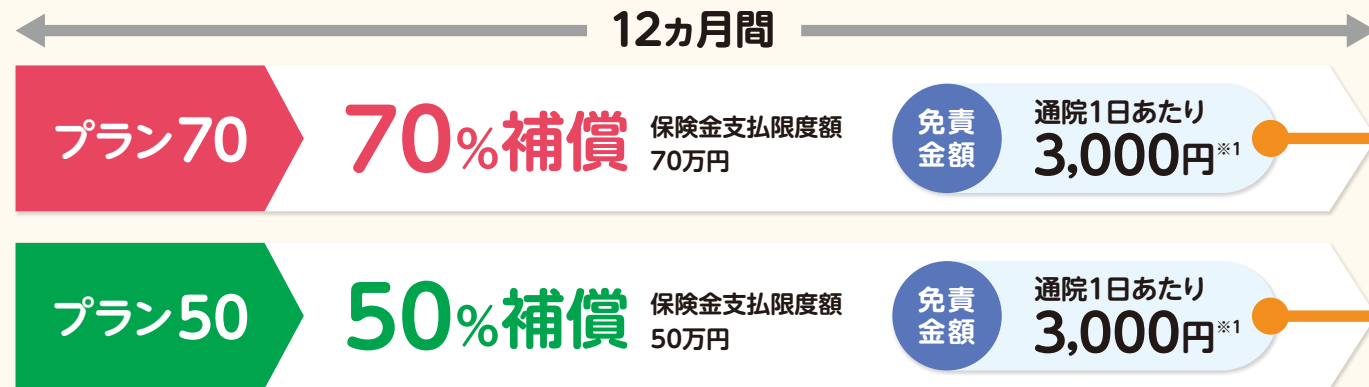 12ヵ月間
プラン70
70%補償
保険金支払限度額
70万円
免責
金額
通院1日あたり
3,000円※1
プラン50
50%補償
保険金支払限度額
50万円
免責
金額
通院1日あたり
3,000円※1